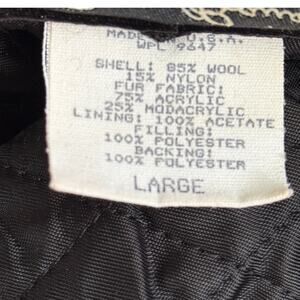 MADE IN U.S.A.
WPL 9647
SHELL: 85% WOOL
15% NYLON
FUR FABRIC:
75% ACRYLIC
25% MODACRYLIC
LINING: 100% ACETATE
FILLING:
100% POLYESTER
BACKING:
100% POLYESTER
LARGE